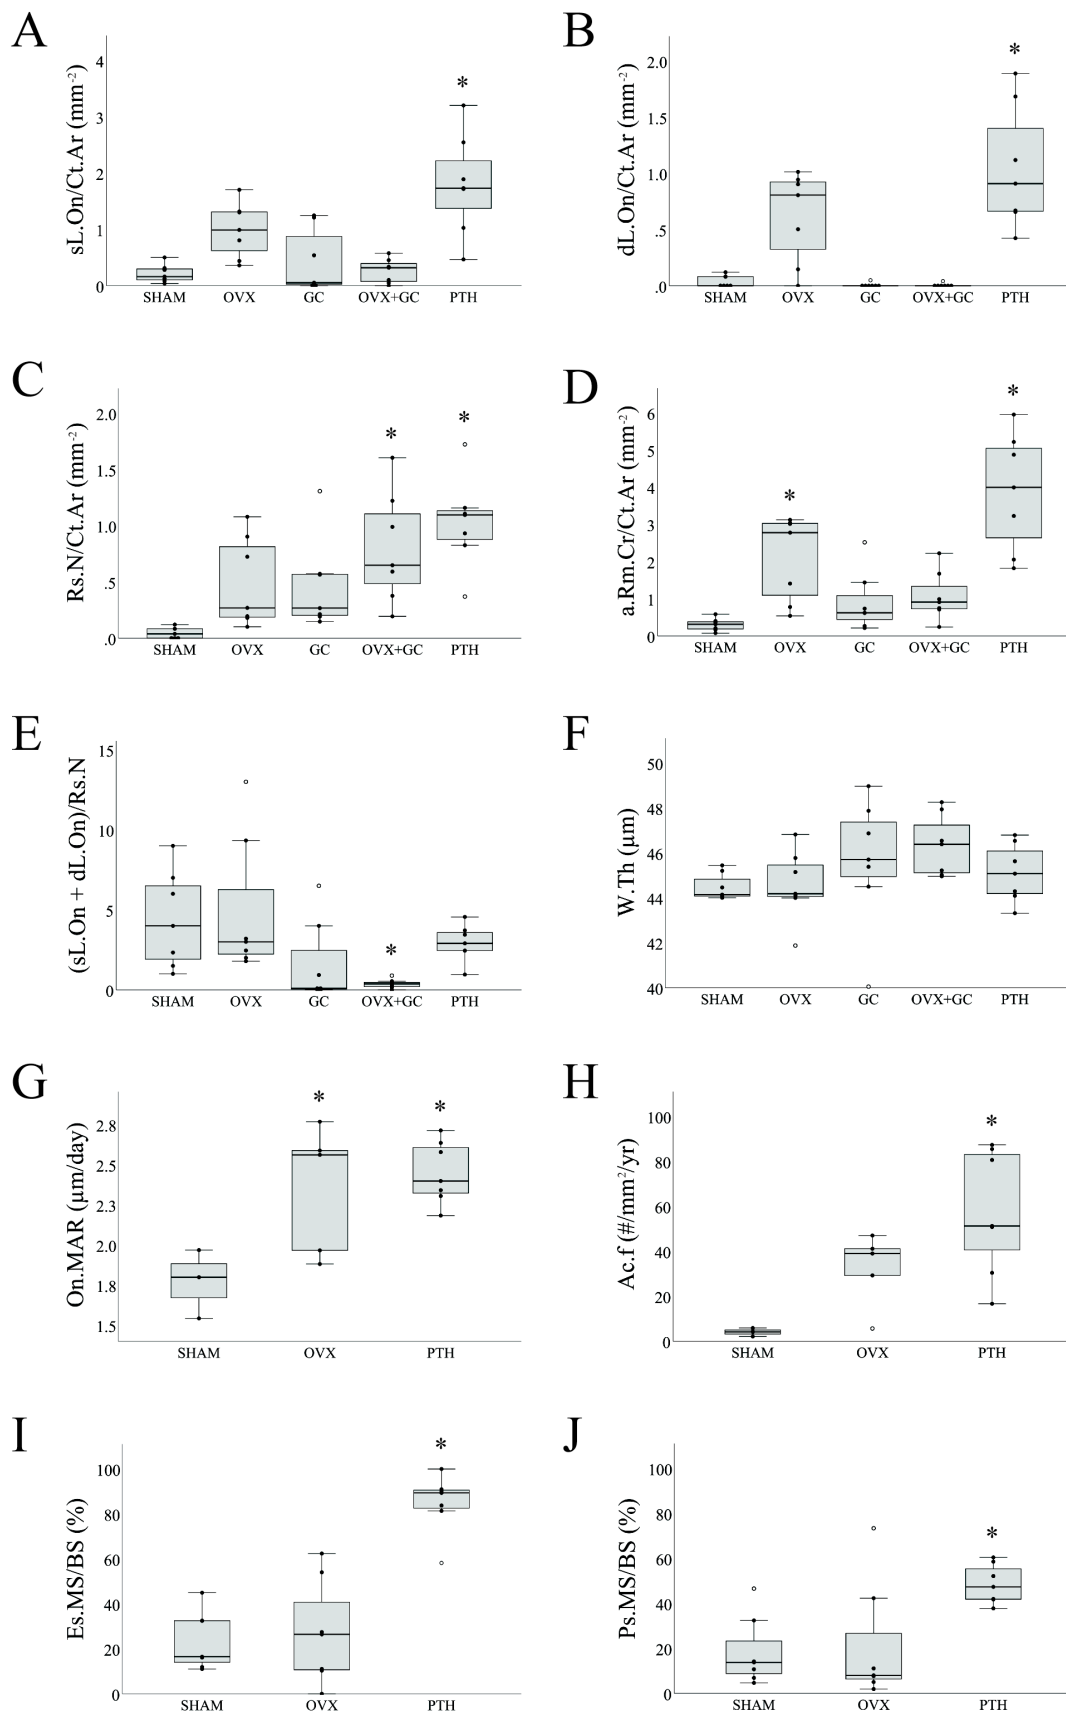 A
sL.On/Ct.Ar (mm⁻²)
4
3
2
1
0
*
SHAM OVX GC OVX+GC PTH
B
dL.On/Ct.Ar (mm⁻²)
2.0
1.5
1.0
.5
.0
*
SHAM OVX GC OVX+GC PTH
C
Rs.N/Ct.Ar (mm⁻²)
2.0
1.5
1.0
.5
.0
* *
SHAM OVX GC OVX+GC PTH
D
a.Rm.Cr/Ct.Ar (mm⁻²)
6
5
4
3
2
1
0
* *
SHAM OVX GC OVX+GC PTH
E
(sL.On + dL.On)/Rs.N
15
10
5
0
*
SHAM OVX GC OVX+GC PTH
F
W.Th (μm)
50
48
46
44
42
40
SHAM OVX GC OVX+GC PTH
G
On.MAR (μm/day)
2.8
2.5
2.3
2.0
1.8
1.5
* *
SHAM OVX PTH
H
Ac.f (#/mm²/yr)
100
80
60
40
20
0
*
SHAM OVX PTH
I
Es.MS/BS (%)
100
80
60
40
20
0
*
SHAM OVX PTH
J
Ps.MS/BS (%)
100
80
60
40
20
0
*
SHAM OVX PTH